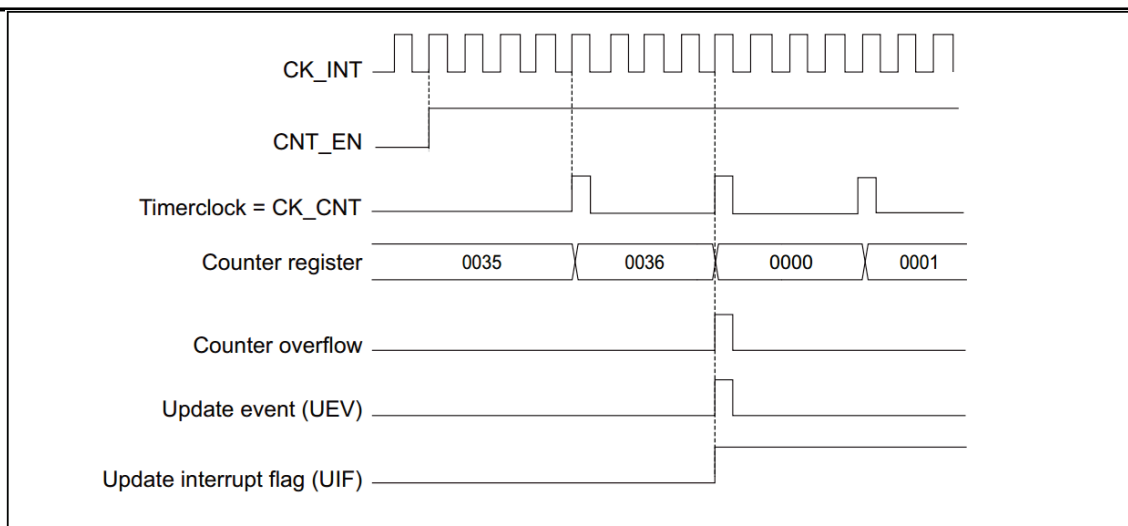 CK_INT
CNT_EN
Timerclock = CK_CNT
Counter register 0035 0036 0000 0001
Counter overflow
Update event (UEV)
Update interrupt flag (UIF)